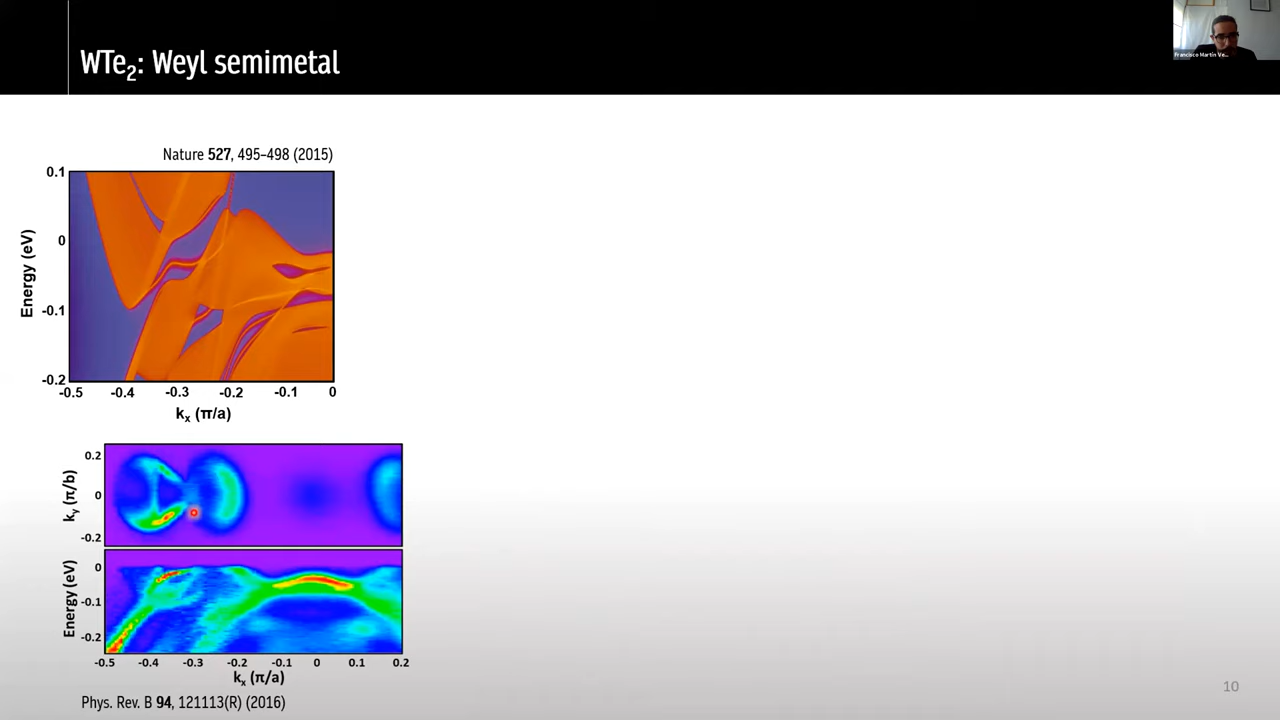 WTe₂: Weyl semimetal
Francisco Martín Ve...
Nature 527, 495–498 (2015)
0.1
0
-0.1
-0.2
Energy (eV)
-0.5 -0.4 -0.3 -0.2 -0.1 0
kₓ (π/a)
0.2
0
-0.2
k_y (π/b)
0
-0.1
-0.2
Energy (eV)
-0.5 -0.4 -0.3 -0.2 -0.1 0 0.1 0.2
kₓ (π/a)
Phys. Rev. B 94, 121113(R) (2016)
10